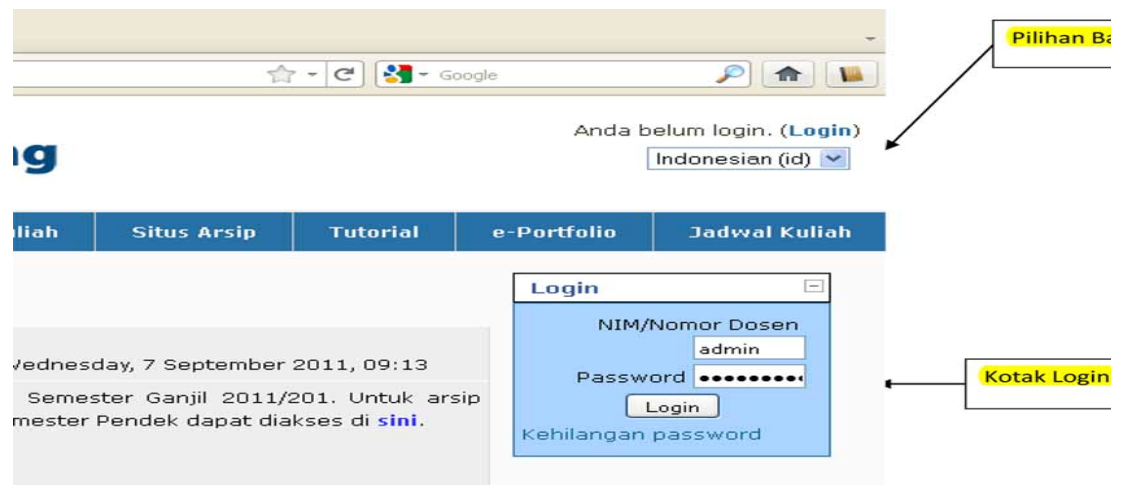 Pilihan Ba
Google
Anda belum login. (Login)
ng
Indonesian (id)
uliah Situs Arsip Tutorial e-Portfolio Jadwal Kuliah
Login
NIM/Nomor Dosen
admin
Wednesday, 7 September 2011, 09:13
Password
Kotak Login
Semester Ganjil 2011/201. Untuk arsip
Login
mester Pendek dapat diakses di sini.
Kehilangan password